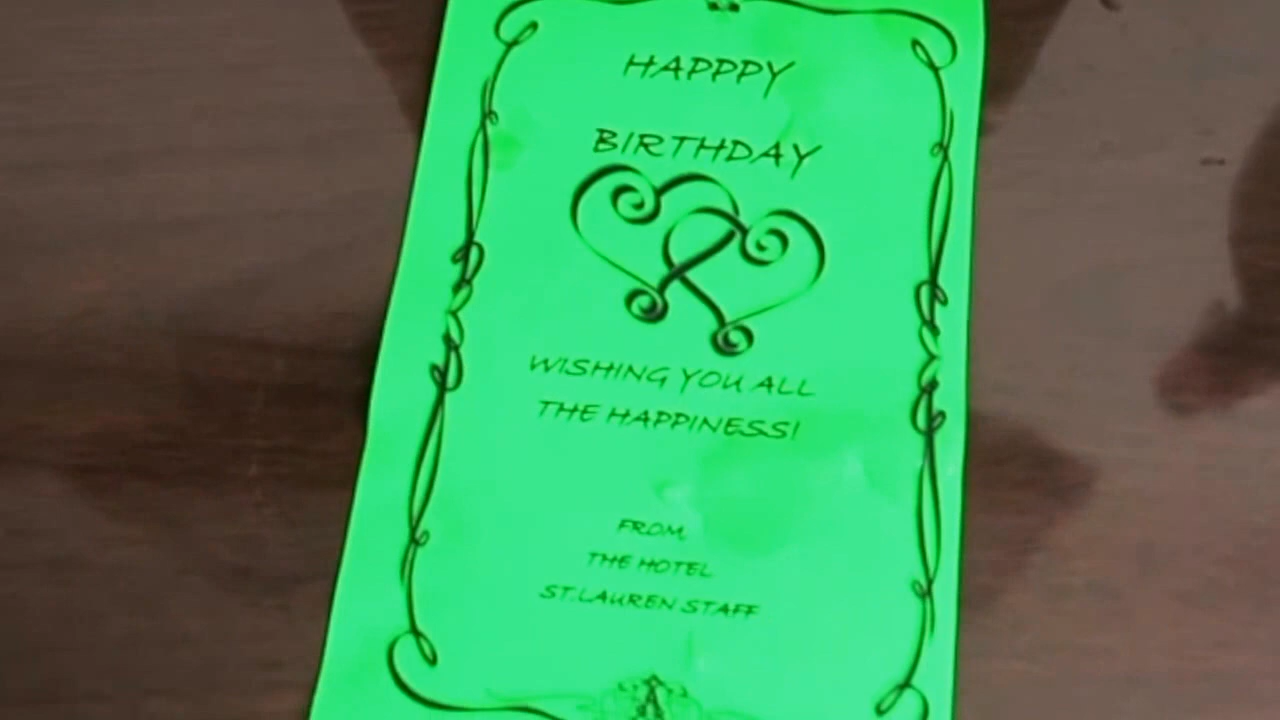 HAPPPY
BIRTHDAY
WISHING YOU ALL
THE HAPPINESS!
FROM,
THE HOTEL
ST.LAUREN STAFF